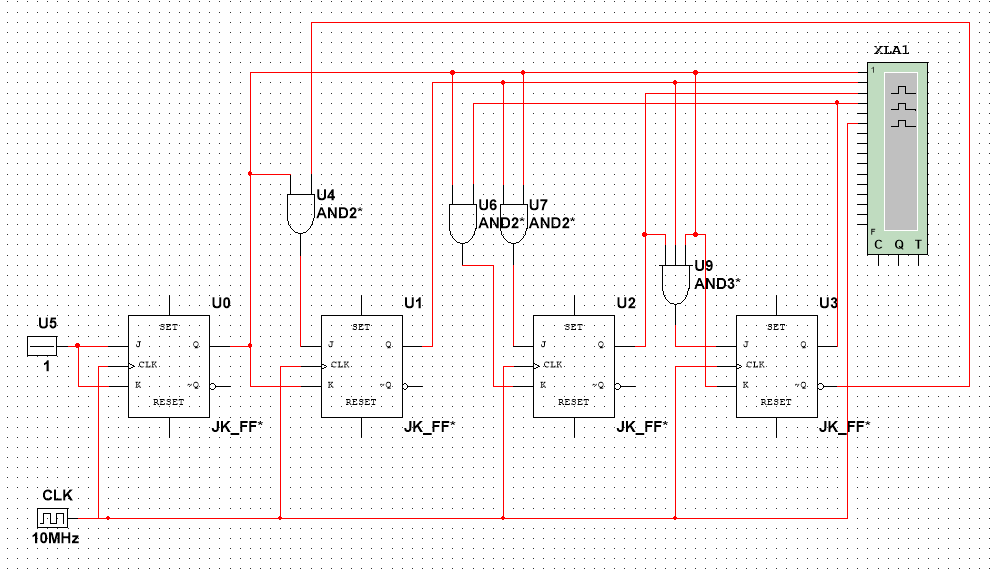 XLA1
1
F
C Q T
U4
AND2*
U6
AND2*
U7
AND2*
U9
AND3*
U5
1
U0
SET
J Q
CLK
K ~Q
RESET
JK_FF*
U1
SET
J Q
CLK
K ~Q
RESET
JK_FF*
U2
SET
J Q
CLK
K ~Q
RESET
JK_FF*
U3
SET
J Q
CLK
K ~Q
RESET
JK_FF*
CLK
10MHz